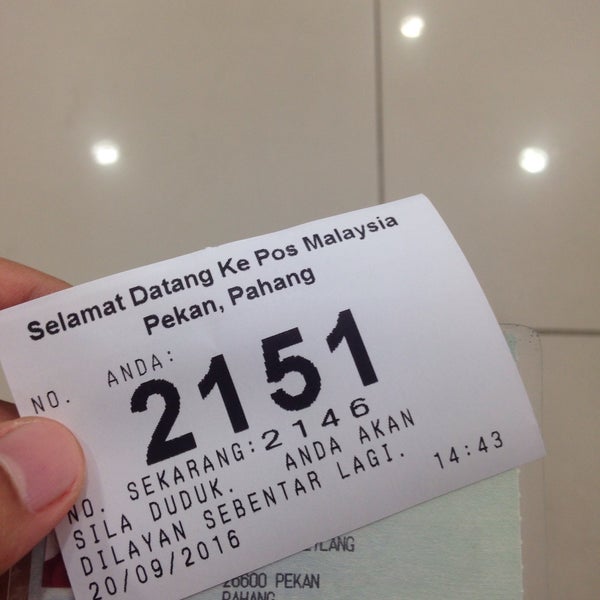 Selamat Datang Ke Pos Malaysia
Pekan, Pahang
NO. ANDA:
2151
NO. SEKARANG:2146
SILA DUDUK. ANDA AKAN
DILAYAN SEBENTAR LAGI.
20/09/2016 14:43
26600 PEKAN
PAHANG